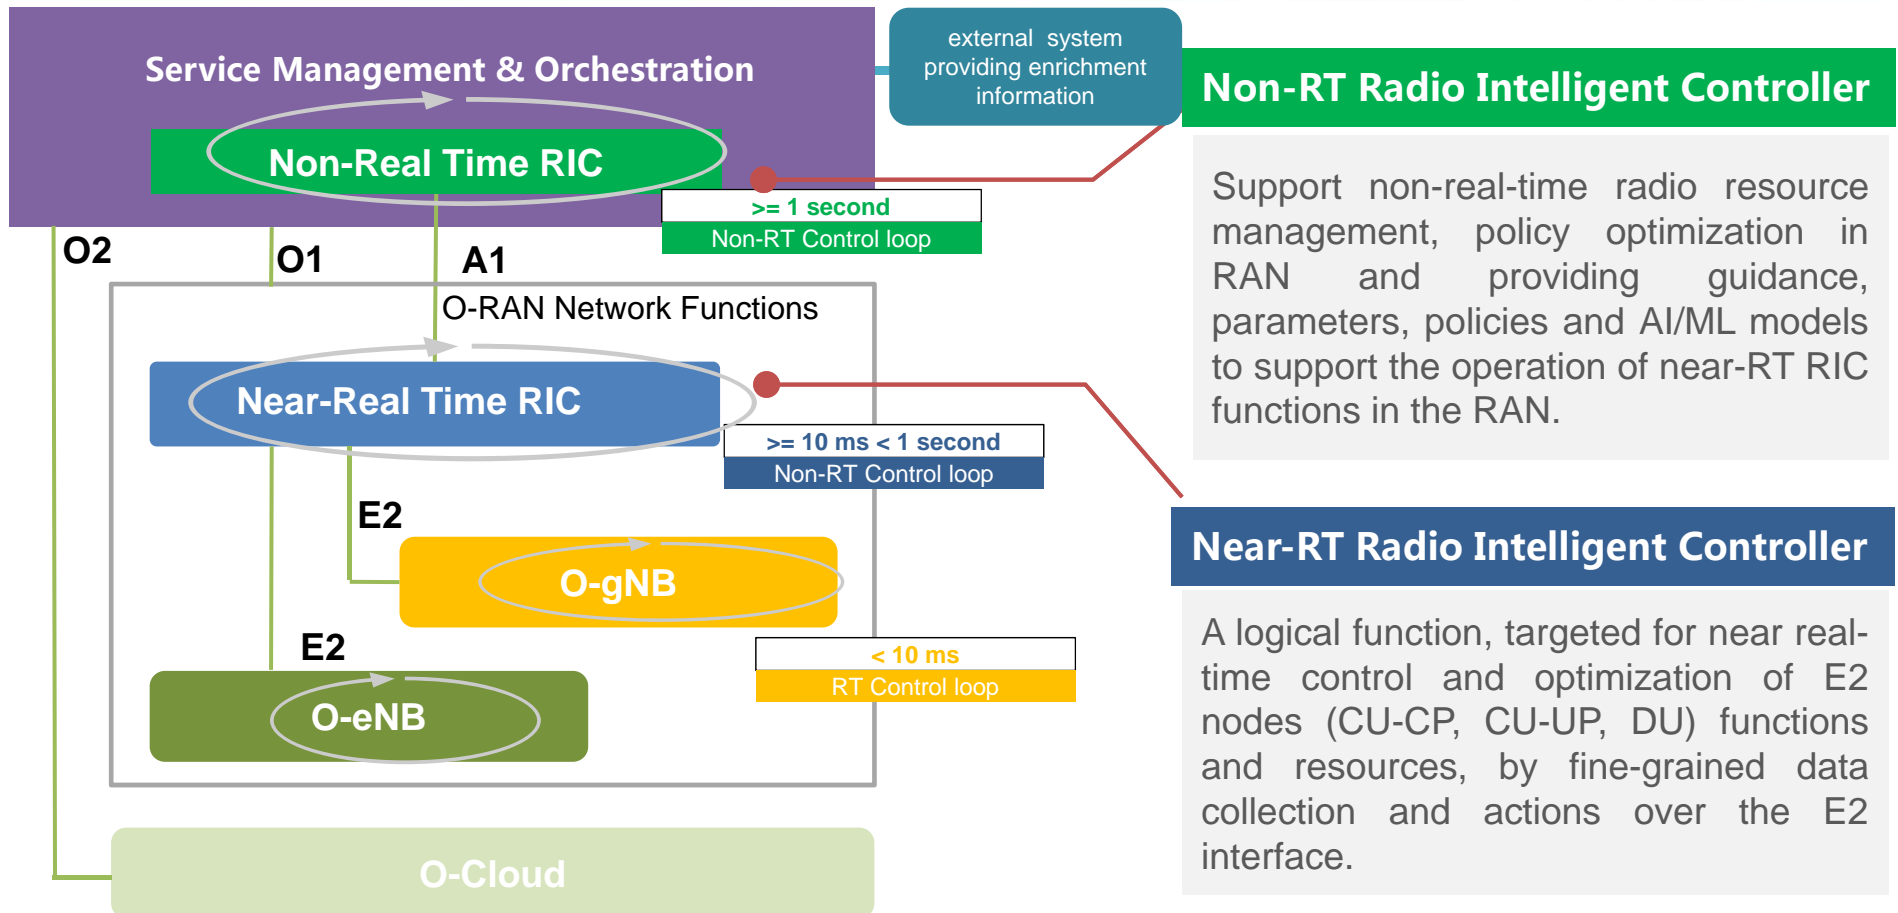 Service Management & Orchestration
Non-Real Time RIC
external system
providing enrichment
information
>= 1 second
Non-RT Control loop
O2
O1
A1
O-RAN Network Functions
Near-Real Time RIC
>= 10 ms < 1 second
Non-RT Control loop
E2
O-gNB
< 10 ms
RT Control loop
E2
O-eNB
O-Cloud
Non-RT Radio Intelligent Controller
Support non-real-time radio resource
management, policy optimization in
RAN and providing guidance,
parameters, policies and AI/ML models
to support the operation of near-RT RIC
functions in the RAN.
Near-RT Radio Intelligent Controller
A logical function, targeted for near real-
time control and optimization of E2
nodes (CU-CP, CU-UP, DU) functions
and resources, by fine-grained data
collection and actions over the E2
interface.